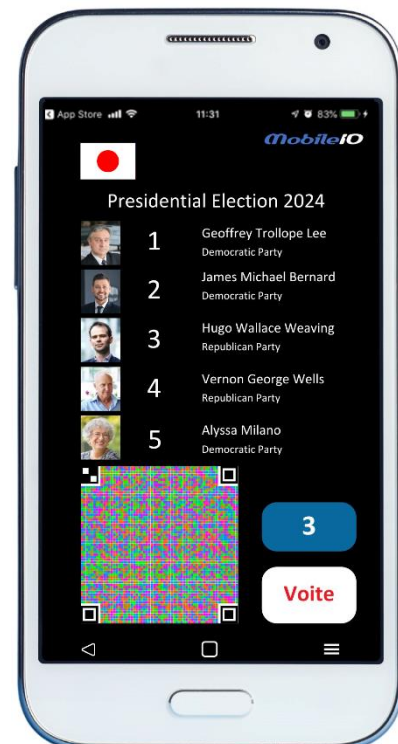 App Store 11:31 83%
MobileiO
Presidential Election 2024
1 Geoffrey Trollope Lee
Democratic Party
2 James Michael Bernard
Democratic Party
3 Hugo Wallace Weaving
Republican Party
4 Vernon George Wells
Republican Party
5 Alyssa Milano
Democratic Party
3
Voite